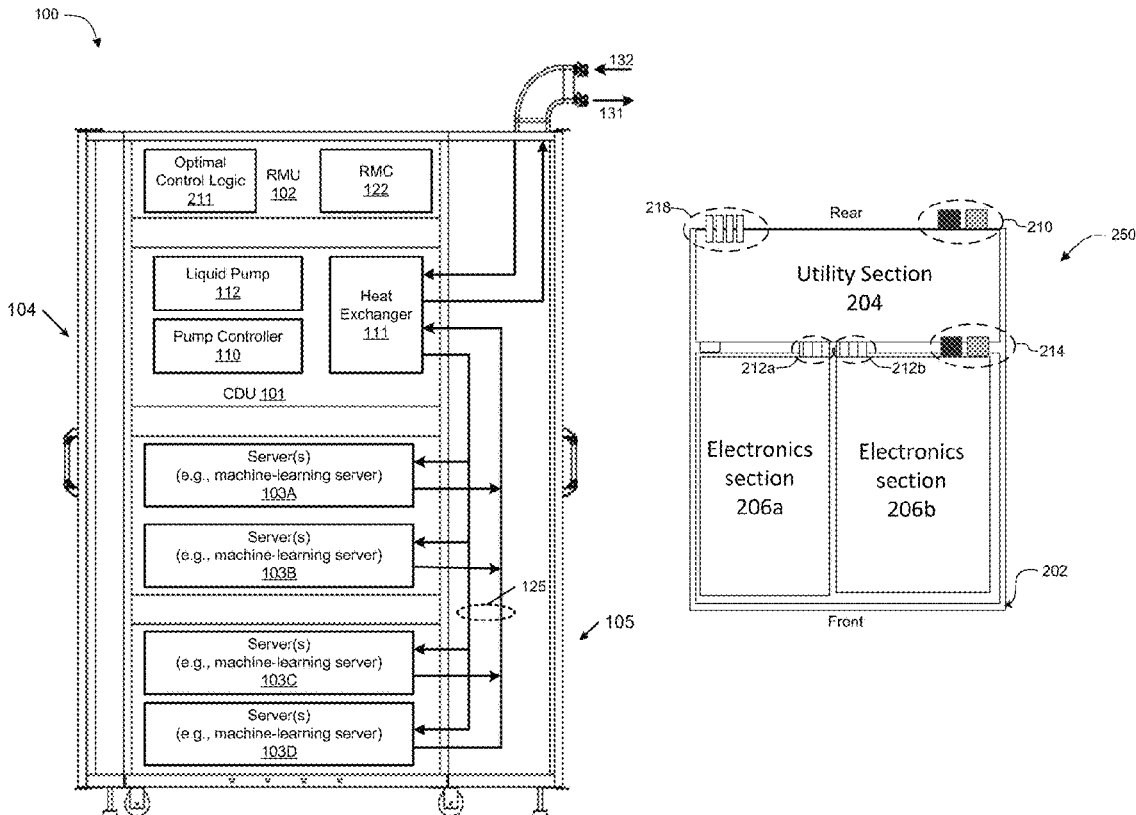 100
132
131
Optimal
Control Logic
211
RMU
102
RMC
122
Liquid Pump
112
Heat
Exchanger
111
Pump Controller
110
CDU 101
104
Server(s)
(e.g., machine-learning server)
103A
Server(s)
(e.g., machine-learning server)
103B
125
105
Server(s)
(e.g., machine-learning server)
103C
Server(s)
(e.g., machine-learning server)
103D
218
Rear
210
250
Utility Section
204
214
212a
212b
Electronics
section
206a
Electronics
section
206b
202
Front